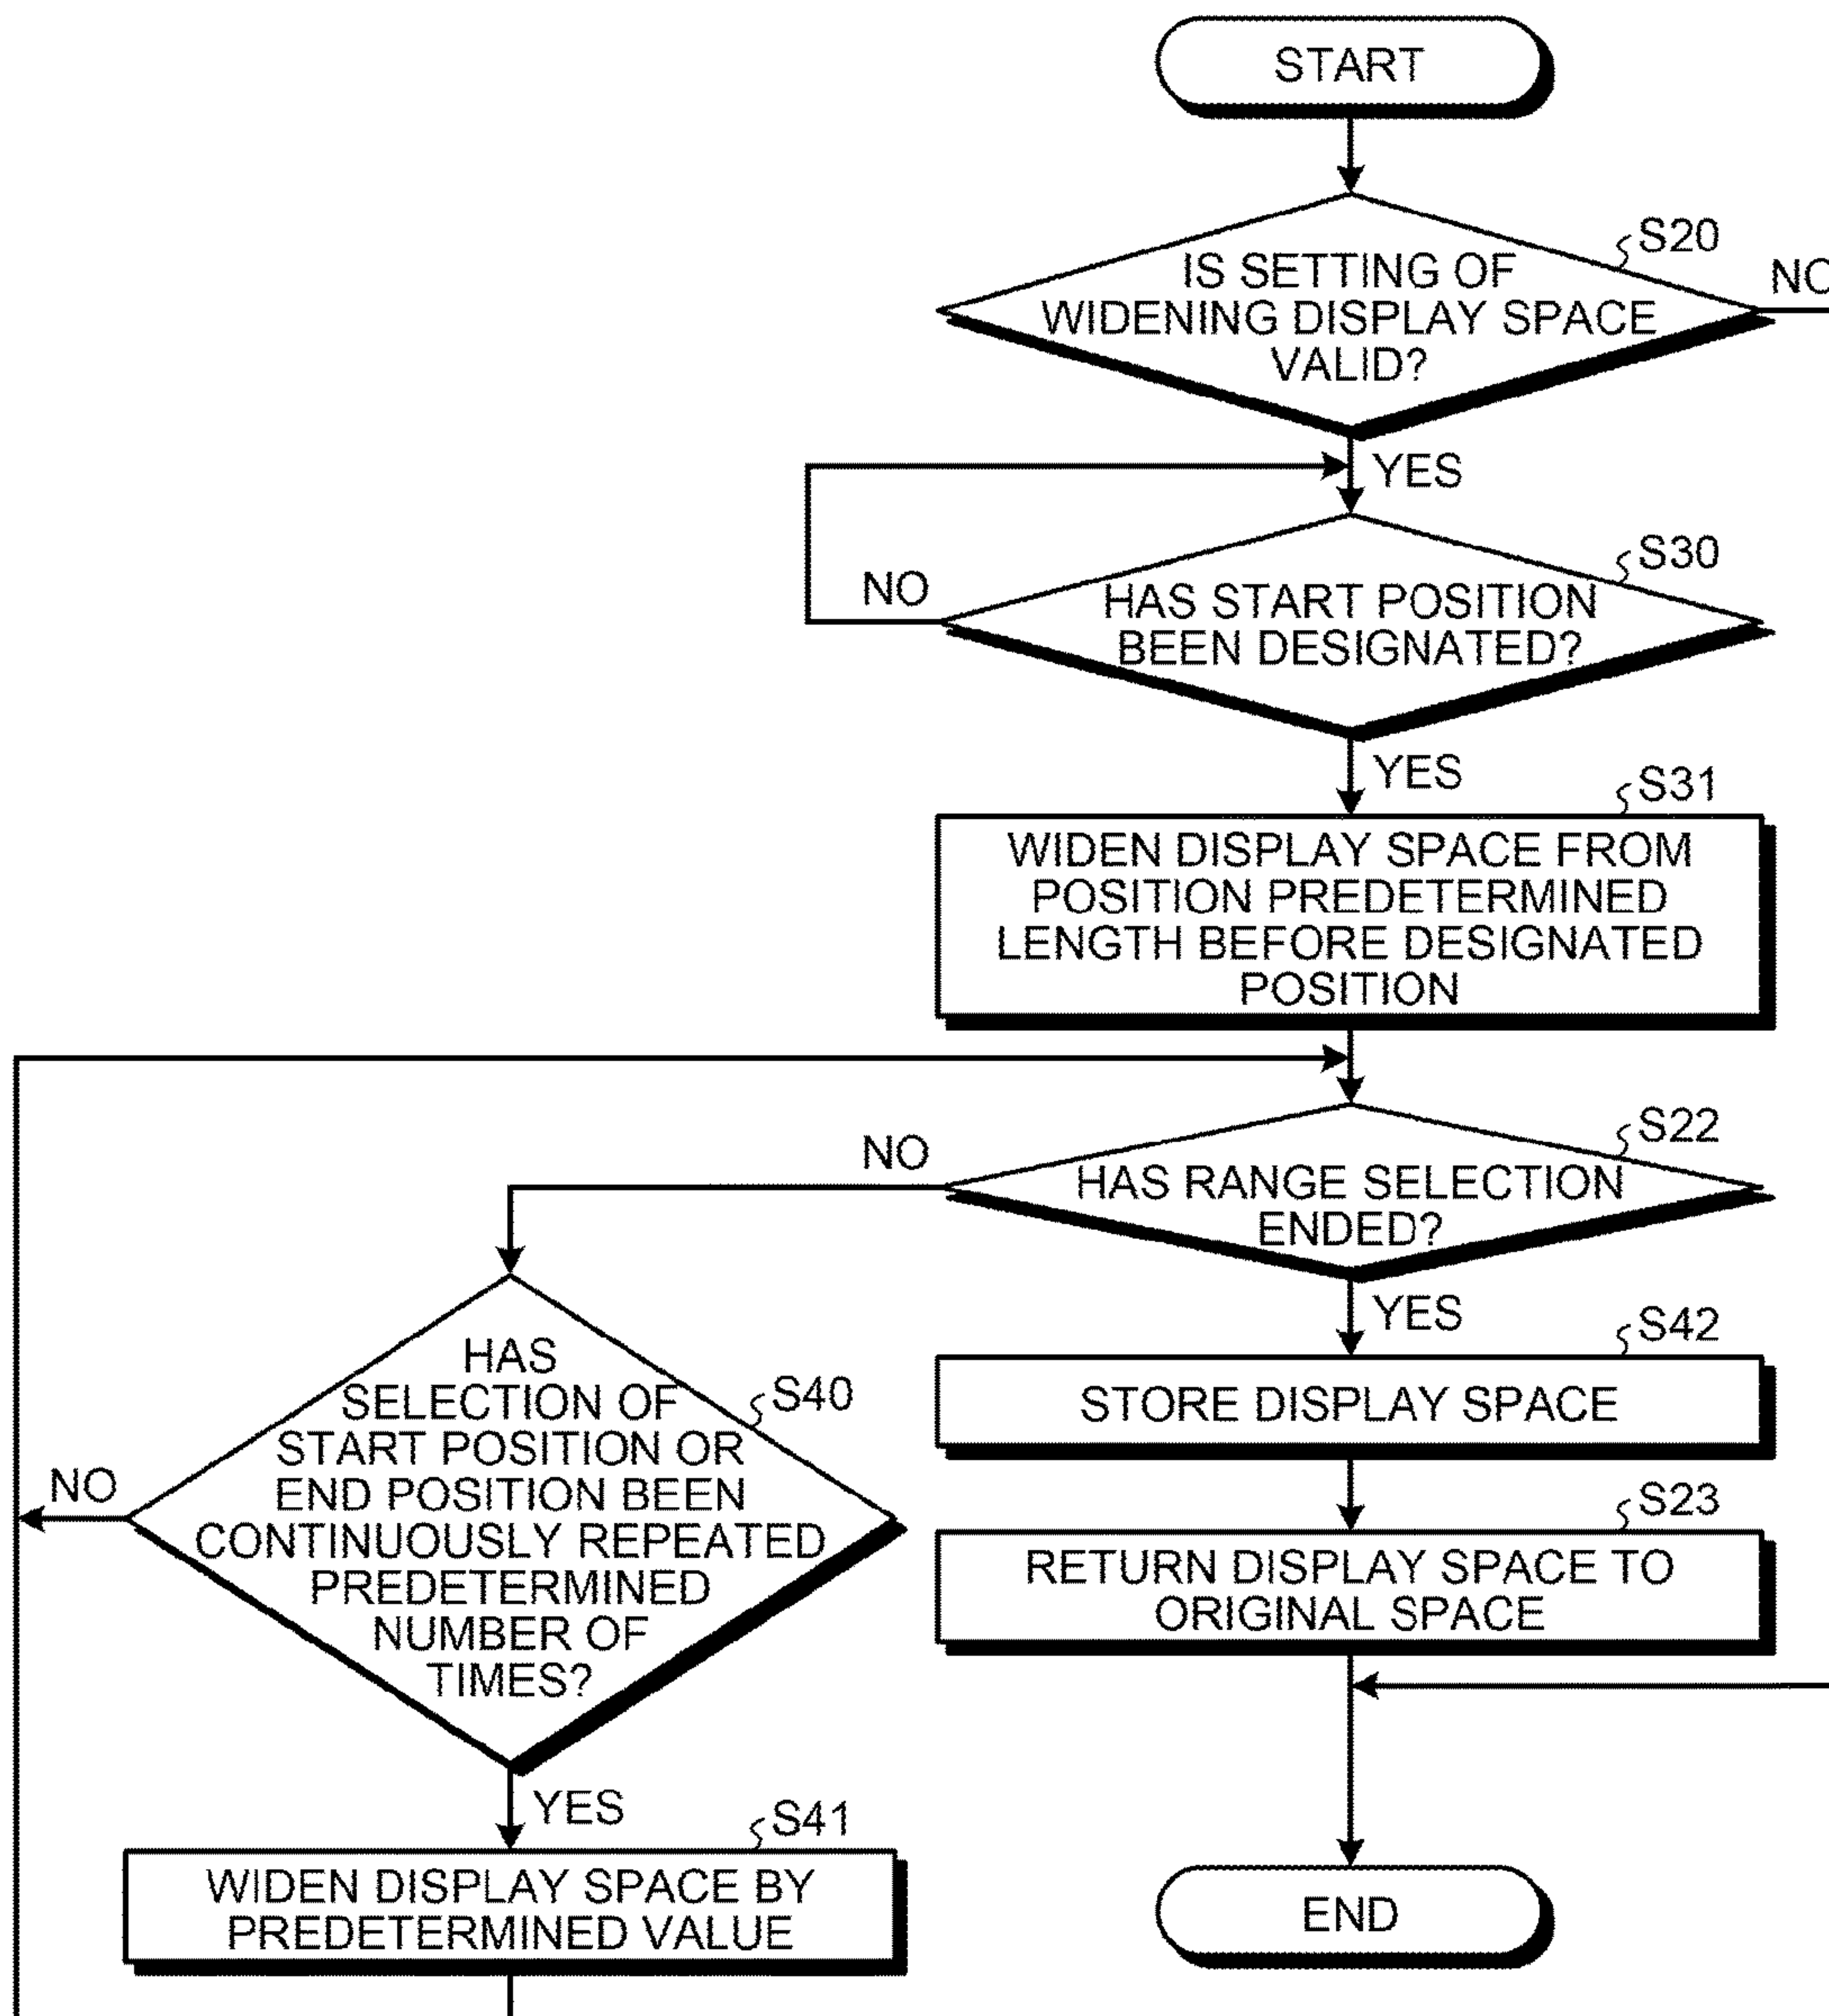 START
S20
IS SETTING OF
WIDENING DISPLAY SPACE
VALID?
NO
YES
S30
HAS START POSITION
BEEN DESIGNATED?
NO
YES
S31
WIDEN DISPLAY SPACE FROM
POSITION PREDETERMINED
LENGTH BEFORE DESIGNATED
POSITION
S22
HAS RANGE SELECTION
ENDED?
NO
YES
S40
HAS
SELECTION OF
START POSITION OR
END POSITION BEEN
CONTINUOUSLY REPEATED
PREDETERMINED
NUMBER OF
TIMES?
NO
YES
S41
WIDEN DISPLAY SPACE BY
PREDETERMINED VALUE
S42
STORE DISPLAY SPACE
S23
RETURN DISPLAY SPACE TO
ORIGINAL SPACE
END